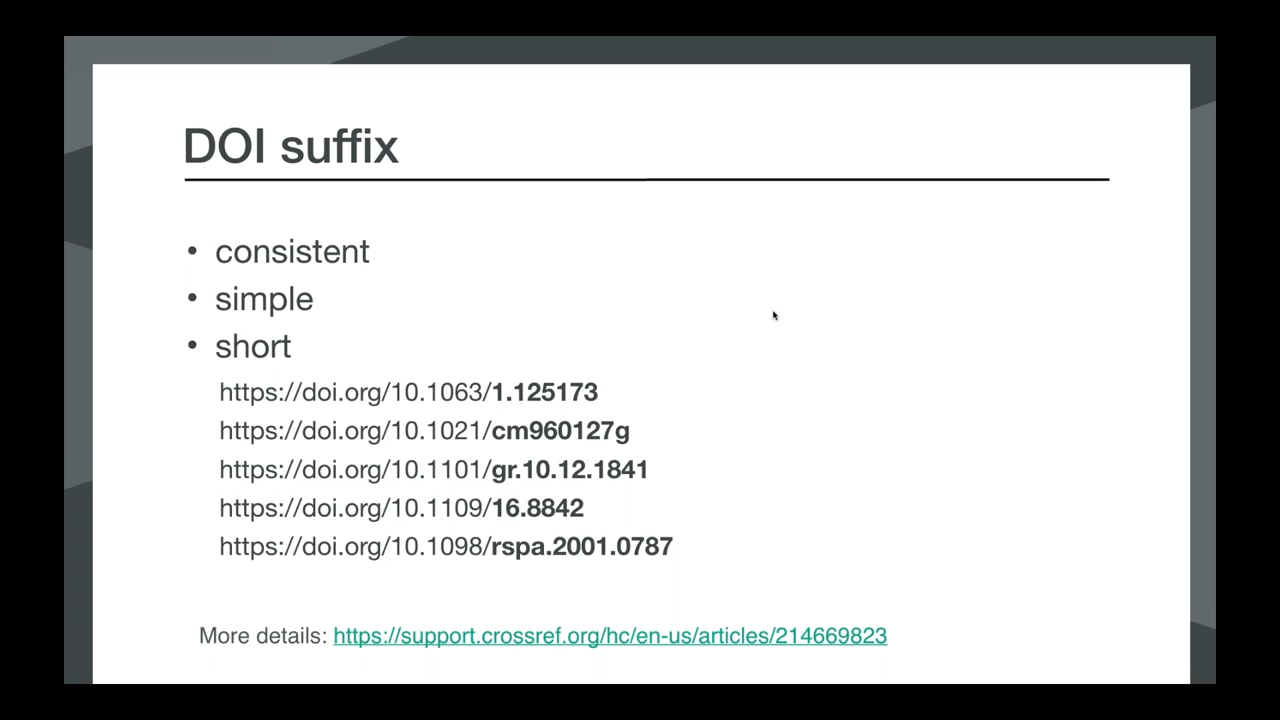 DOI suffix
• consistent
• simple
• short
https://doi.org/10.1063/1.125173
https://doi.org/10.1021/cm960127g
https://doi.org/10.1101/gr.10.12.1841
https://doi.org/10.1109/16.8842
https://doi.org/10.1098/rspa.2001.0787
More details: https://support.crossref.org/hc/en-us/articles/214669823